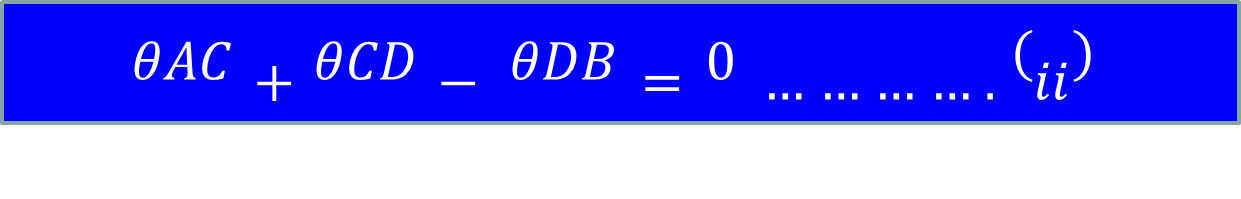 θAC + θCD − θDB = 0 … … … … . (ii)